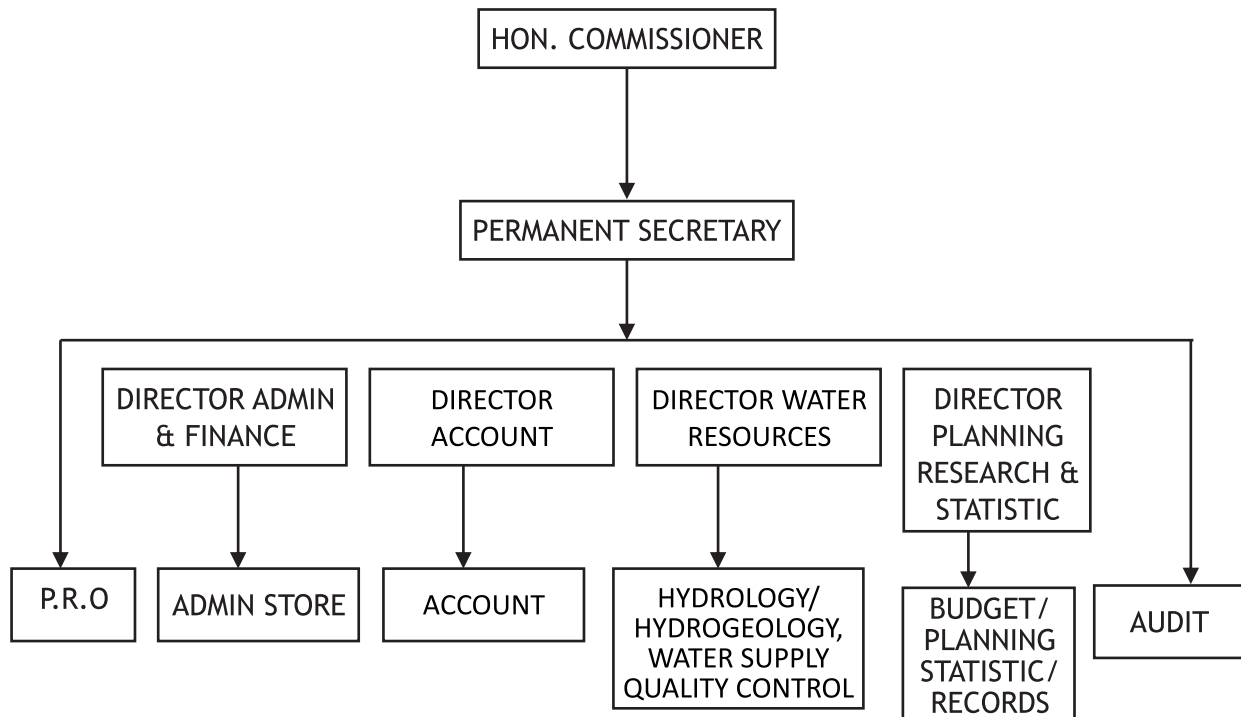 HON. COMMISSIONER
PERMANENT SECRETARY
DIRECTOR ADMIN
& FINANCE
DIRECTOR
ACCOUNT
DIRECTOR WATER
RESOURCES
DIRECTOR
PLANNING
RESEARCH &
STATISTIC
P.R.O
ADMIN STORE
ACCOUNT
HYDROLOGY/
HYDROGEOLOGY,
WATER SUPPLY
QUALITY CONTROL
BUDGET/
PLANNING
STATISTIC/
RECORDS
AUDIT